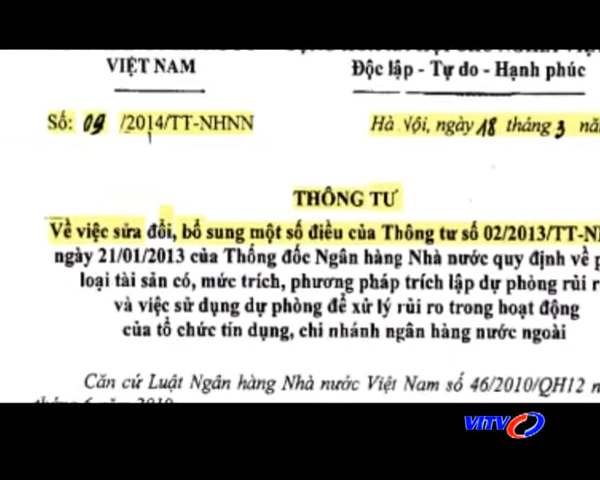 VIỆT NAM
Độc lập - Tự do - Hạnh phúc
Số: 09 /2014/TT-NHNN
Hà Nội, ngày 18 tháng 3
THÔNG TƯ
Về việc sửa đổi, bổ sung một số điều của Thông tư số 02/2013/TT-N
ngày 21/01/2013 của Thống đốc Ngân hàng Nhà nước quy định về p
loại tài sản có, mức trích, phương pháp trích lập dự phòng rủi r
và việc sử dụng dự phòng để xử lý rủi ro trong hoạt động
của tổ chức tín dụng, chi nhánh ngân hàng nước ngoài
Căn cứ Luật Ngân hàng Nhà nước Việt Nam số 46/2010/QH12 n
VITV